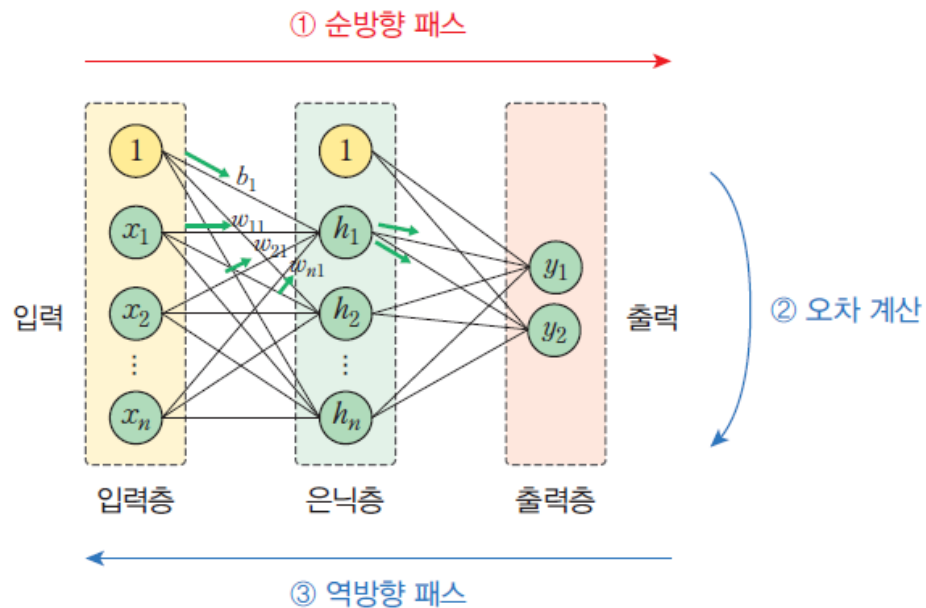 ① 순방향 패스
1
1
b₁
x₁
w₁₁
h₁
w₂₁
wₙ₁
y₁
입력
x₂
h₂
y₂
출력
② 오차 계산
⋮
⋮
xₙ
hₙ
입력층
은닉층
출력층
③ 역방향 패스